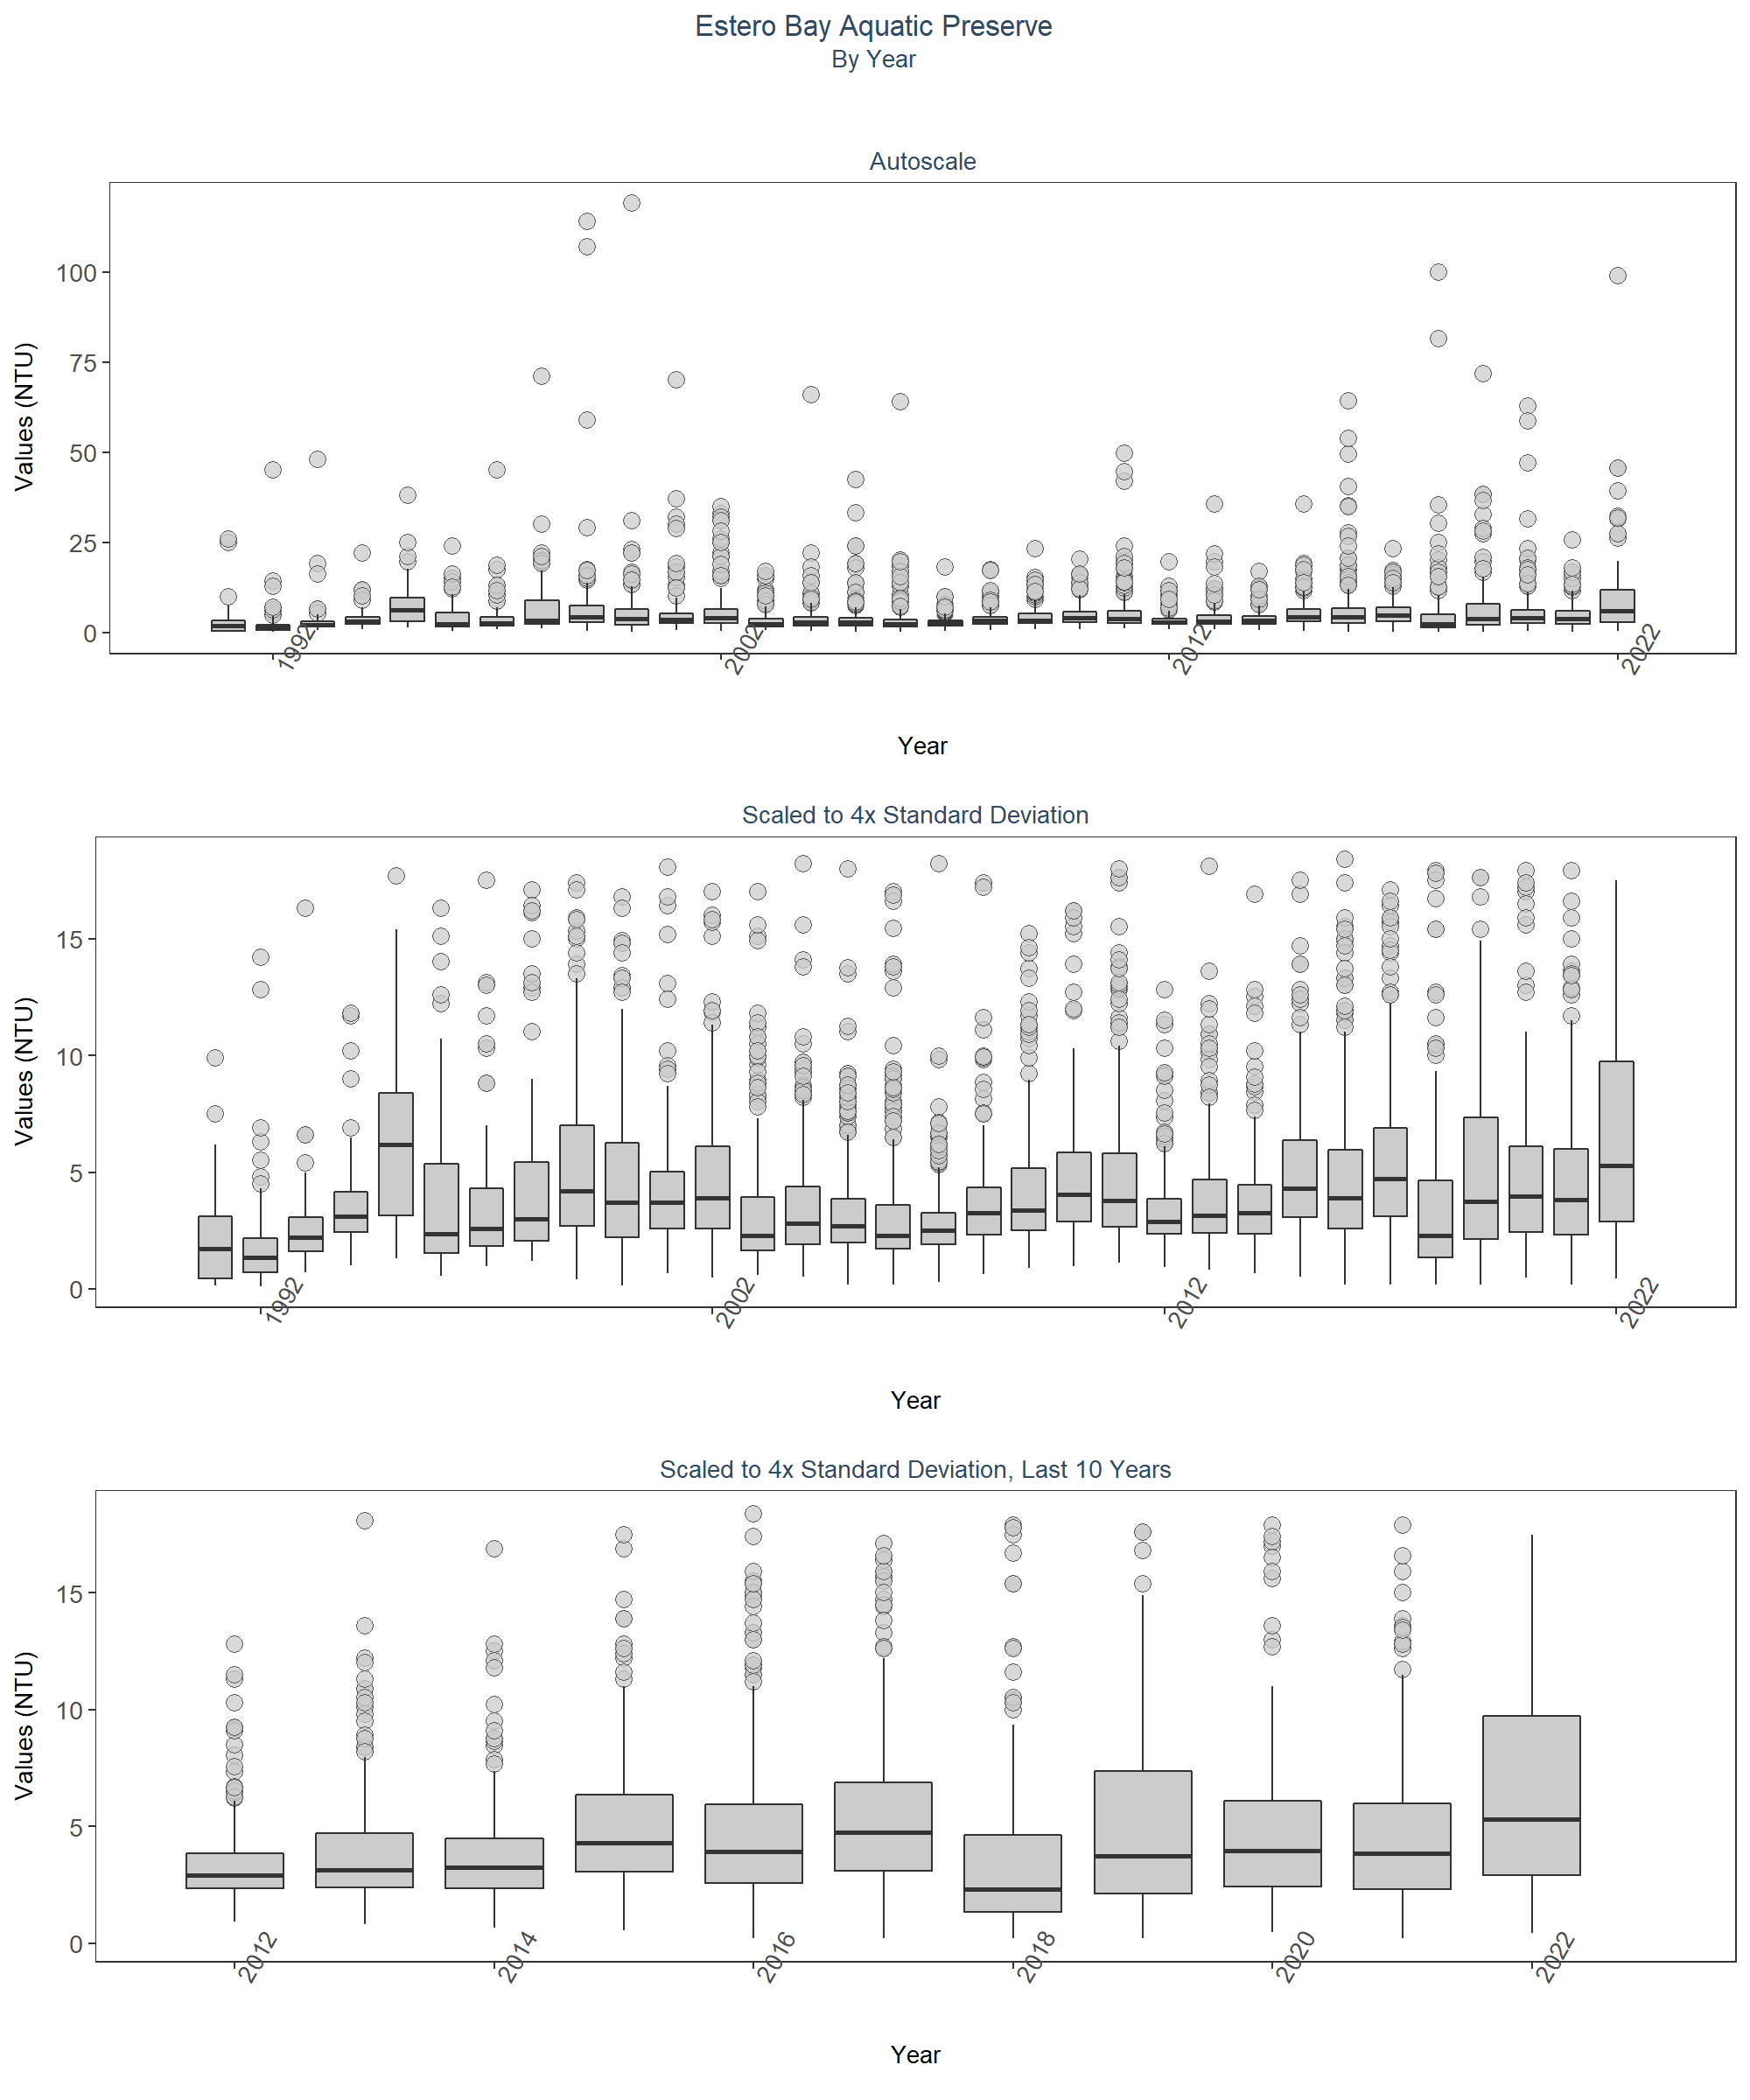 Estero Bay Aquatic Preserve
By Year
Autoscale
Values (NTU)
100
75
50
25
0
1992
2002
2012
2022
Year
Scaled to 4x Standard Deviation
Values (NTU)
15
10
5
0
1992
2002
2012
2022
Year
Scaled to 4x Standard Deviation, Last 10 Years
Values (NTU)
15
10
5
0
2012
2014
2016
2018
2020
2022
Year